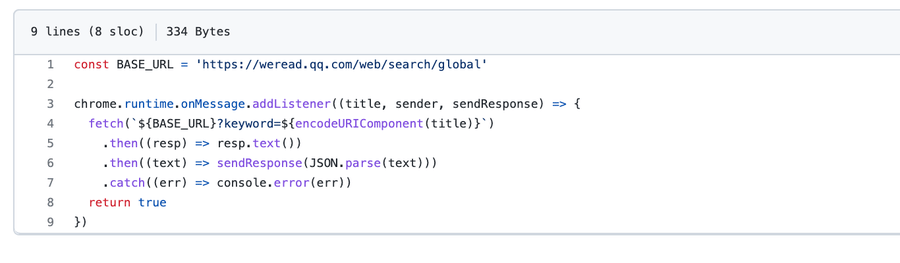 9 lines (8 sloc) 334 Bytes
1 const BASE_URL = 'https://weread.qq.com/web/search/global'
2
3 chrome.runtime.onMessage.addListener((title, sender, sendResponse) => {
4   fetch(`${BASE_URL}?keyword=${encodeURIComponent(title)}`)
5     .then((resp) => resp.text())
6     .then((text) => sendResponse(JSON.parse(text)))
7     .catch((err) => console.error(err))
8   return true
9 })